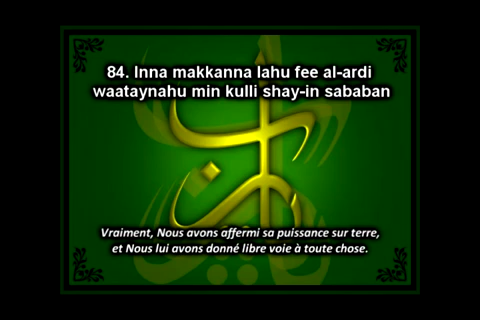 84. Inna makkanna lahu fee al-ardi
waataynahu min kulli shay-in sababan
Vraiment, Nous avons affermi sa puissance sur terre,
et Nous lui avons donné libre voie à toute chose.